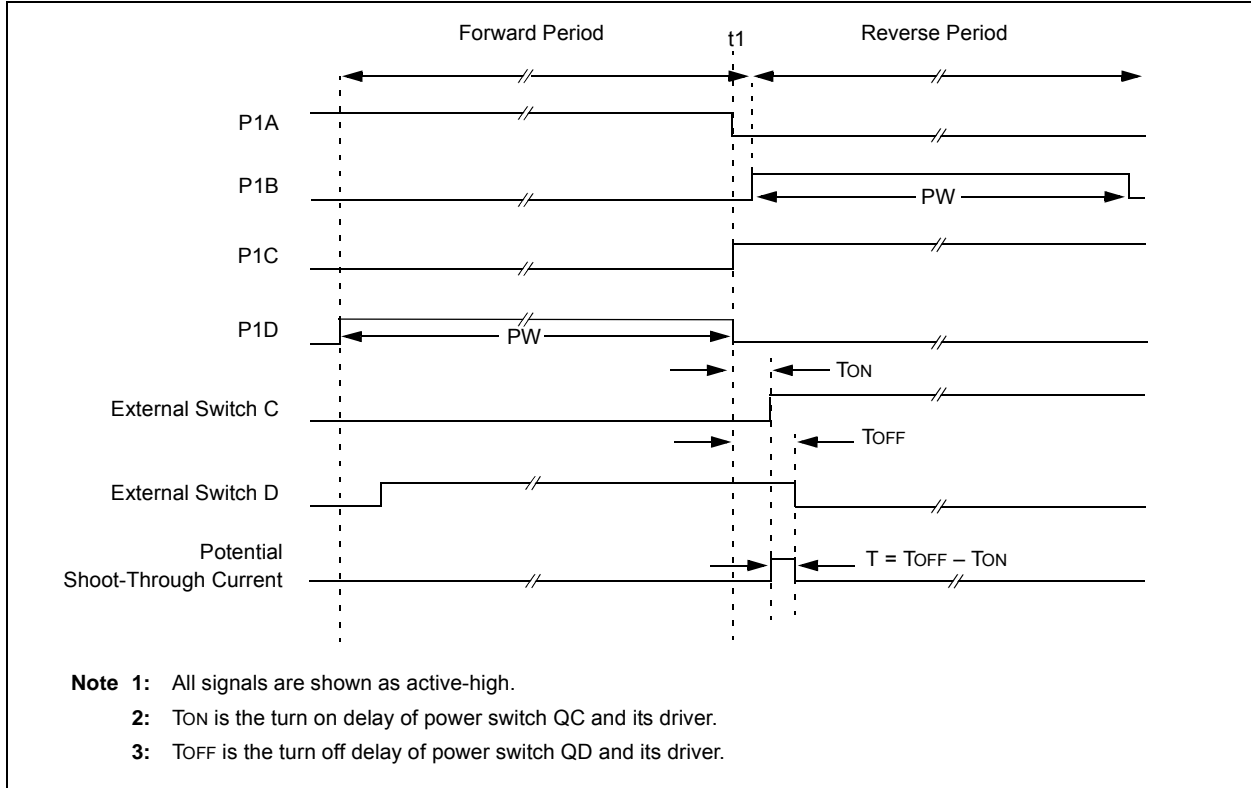 Forward Period
t1
Reverse Period
P1A
P1B
PW
P1C
P1D
PW
TON
External Switch C
TOFF
External Switch D
Potential
Shoot-Through Current
T = TOFF – TON
Note 1: All signals are shown as active-high.
2: TON is the turn on delay of power switch QC and its driver.
3: TOFF is the turn off delay of power switch QD and its driver.